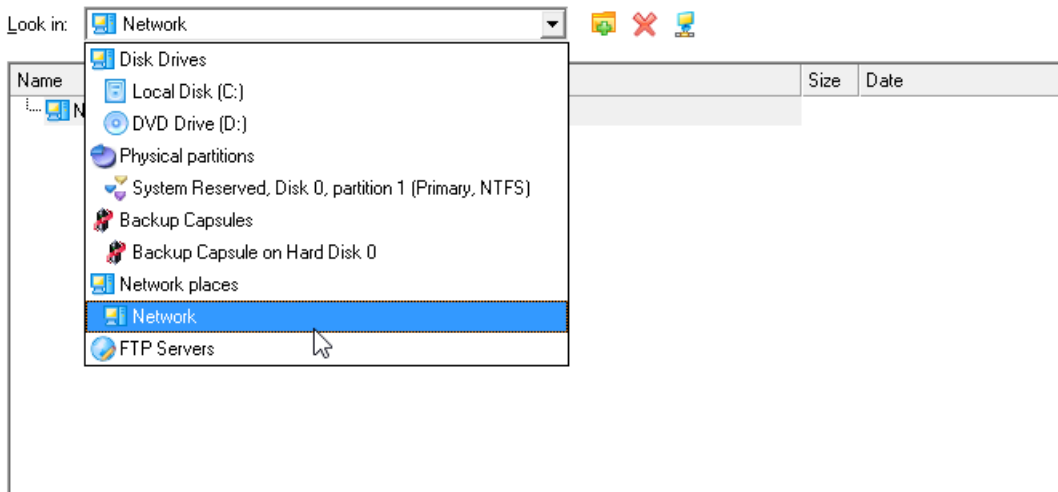 Look in: Network
Name Size Date
Disk Drives
Local Disk (C:)
DVD Drive (D:)
Physical partitions
System Reserved, Disk 0, partition 1 (Primary, NTFS)
Backup Capsules
Backup Capsule on Hard Disk 0
Network places
Network
FTP Servers